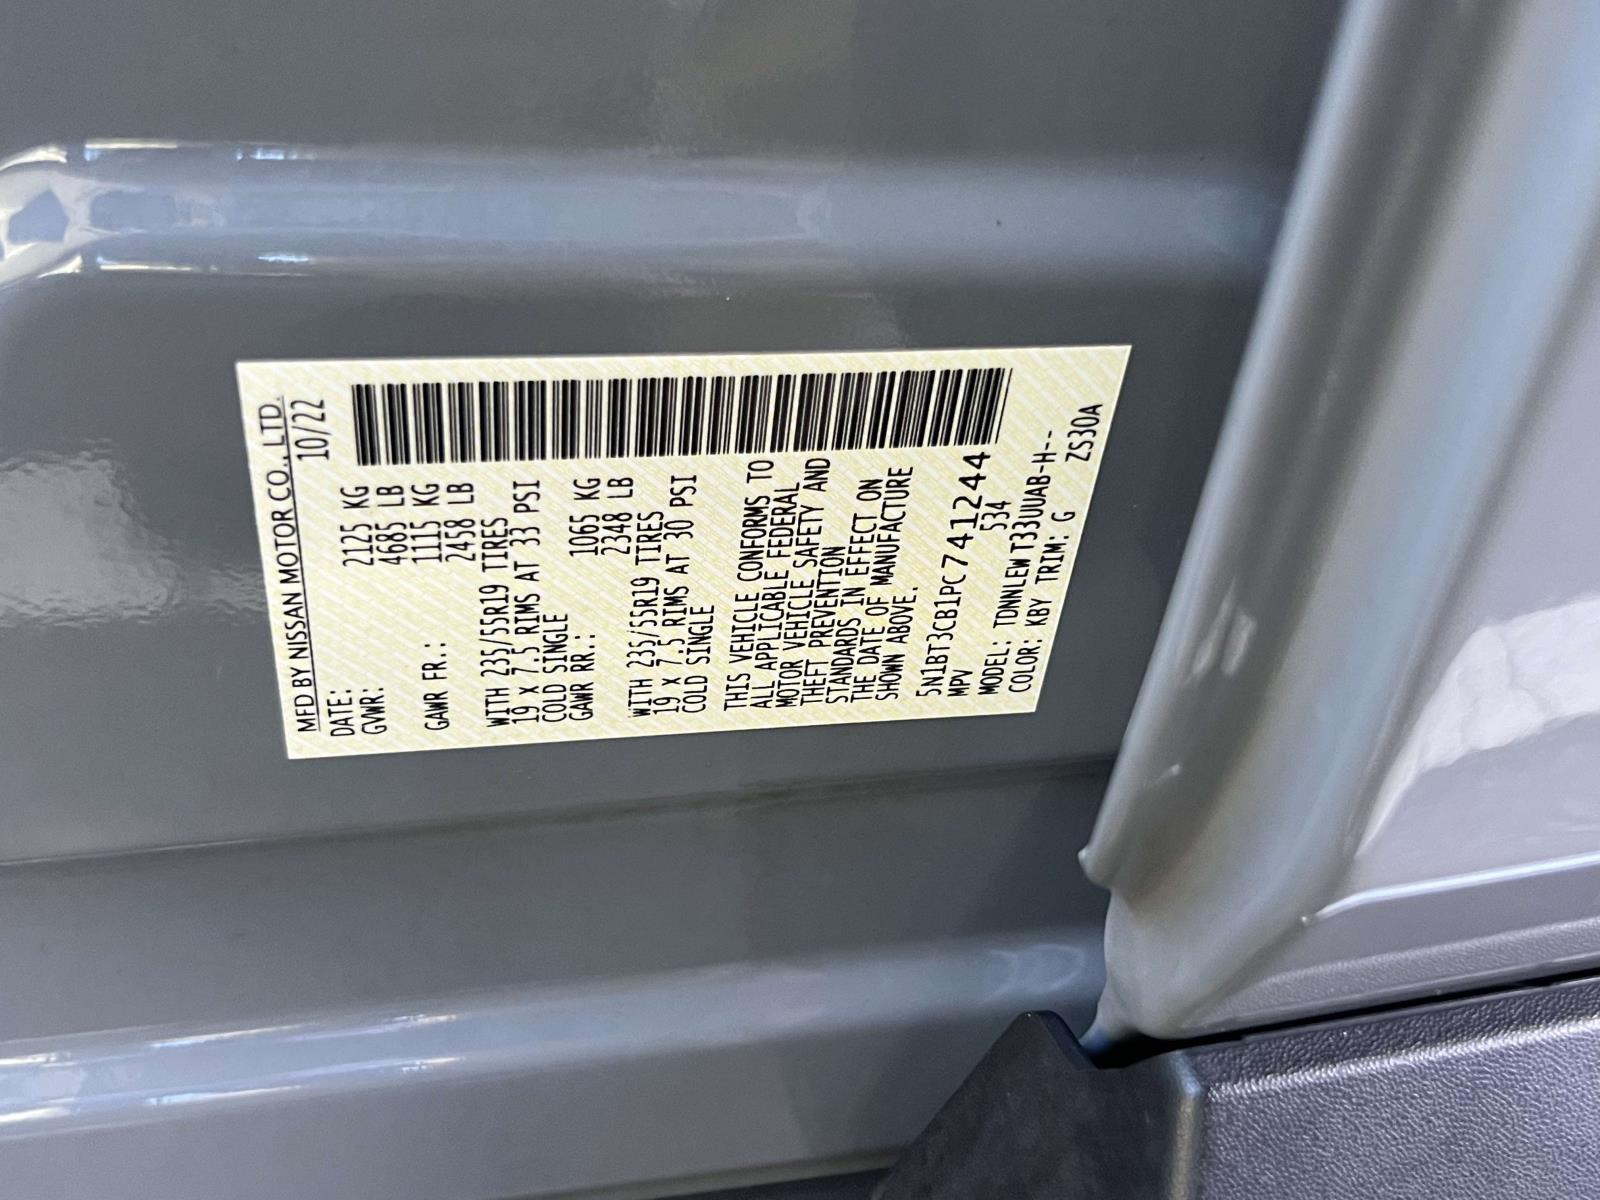 MFD BY NISSAN MOTOR CO., LTD.
DATE: 10/22
GVWR: 2125 KG
4685 LB
GAWR FR.: 1115 KG
2458 LB
WITH 235/55R19 TIRES
19 X 7.5 RIMS AT 33 PSI
COLD SINGLE
GAWR RR.: 1065 KG
2348 LB
WITH 235/55R19 TIRES
19 X 7.5 RIMS AT 30 PSI
COLD SINGLE
THIS VEHICLE CONFORMS TO
ALL APPLICABLE FEDERAL
MOTOR VEHICLE SAFETY AND
THEFT PREVENTION
STANDARDS IN EFFECT ON
THE DATE OF MANUFACTURE
SHOWN ABOVE.
5N1BT3CB1PC741244
MPV 534
MODEL: TDNNLEWT33UUAB-H--
COLOR: KBY TRIM: G ZS30A